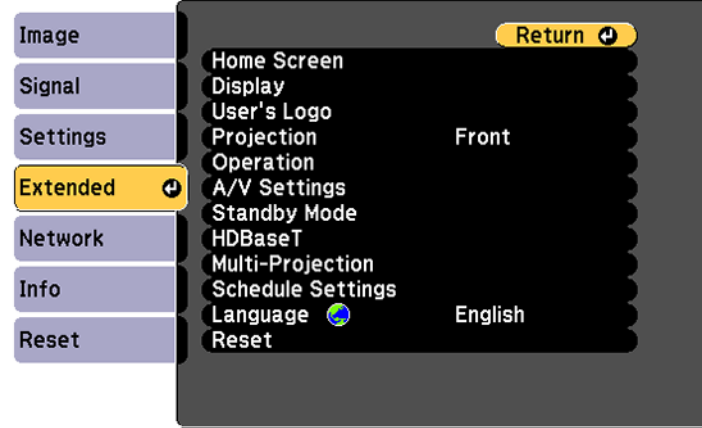 Image
Signal
Settings
Extended
Network
Info
Reset
Return
Home Screen
Display
User's Logo
Projection Front
Operation
A/V Settings
Standby Mode
HDBaseT
Multi-Projection
Schedule Settings
Language English
Reset